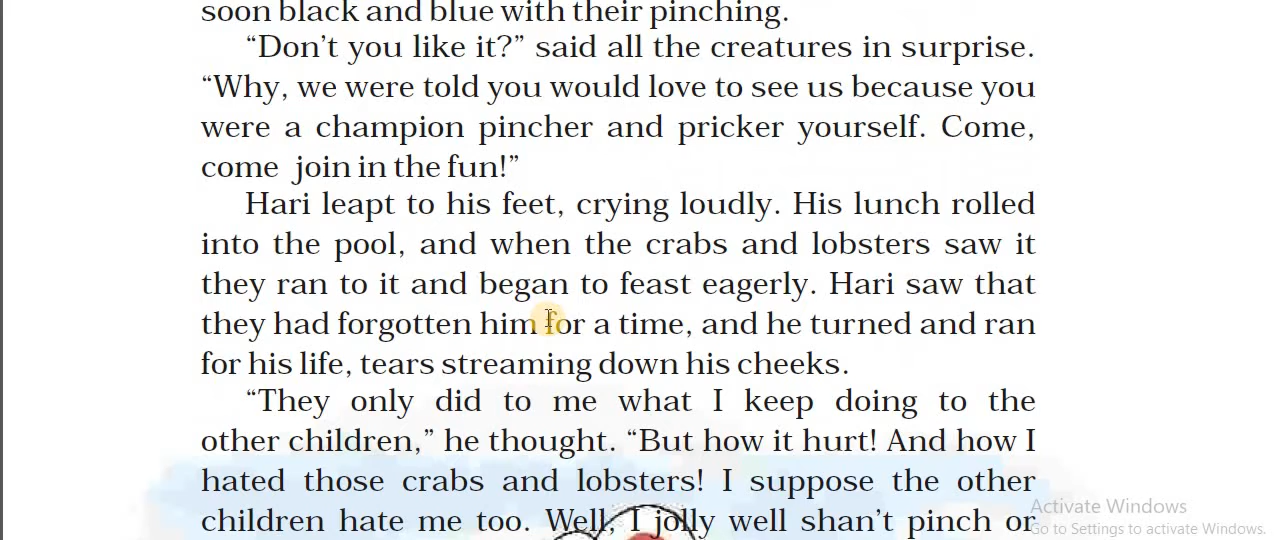 soon black and blue with their pinching.
“Don’t you like it?” said all the creatures in surprise.
“Why, we were told you would love to see us because you
were a champion pincher and pricker yourself. Come,
come join in the fun!”
Hari leapt to his feet, crying loudly. His lunch rolled
into the pool, and when the crabs and lobsters saw it
they ran to it and began to feast eagerly. Hari saw that
they had forgotten him for a time, and he turned and ran
for his life, tears streaming down his cheeks.
“They only did to me what I keep doing to the
other children,” he thought. “But how it hurt! And how I
hated those crabs and lobsters! I suppose the other
children hate me too. Well, I jolly well shan’t pinch or
Activate Windows
Go to Settings to activate Windows.